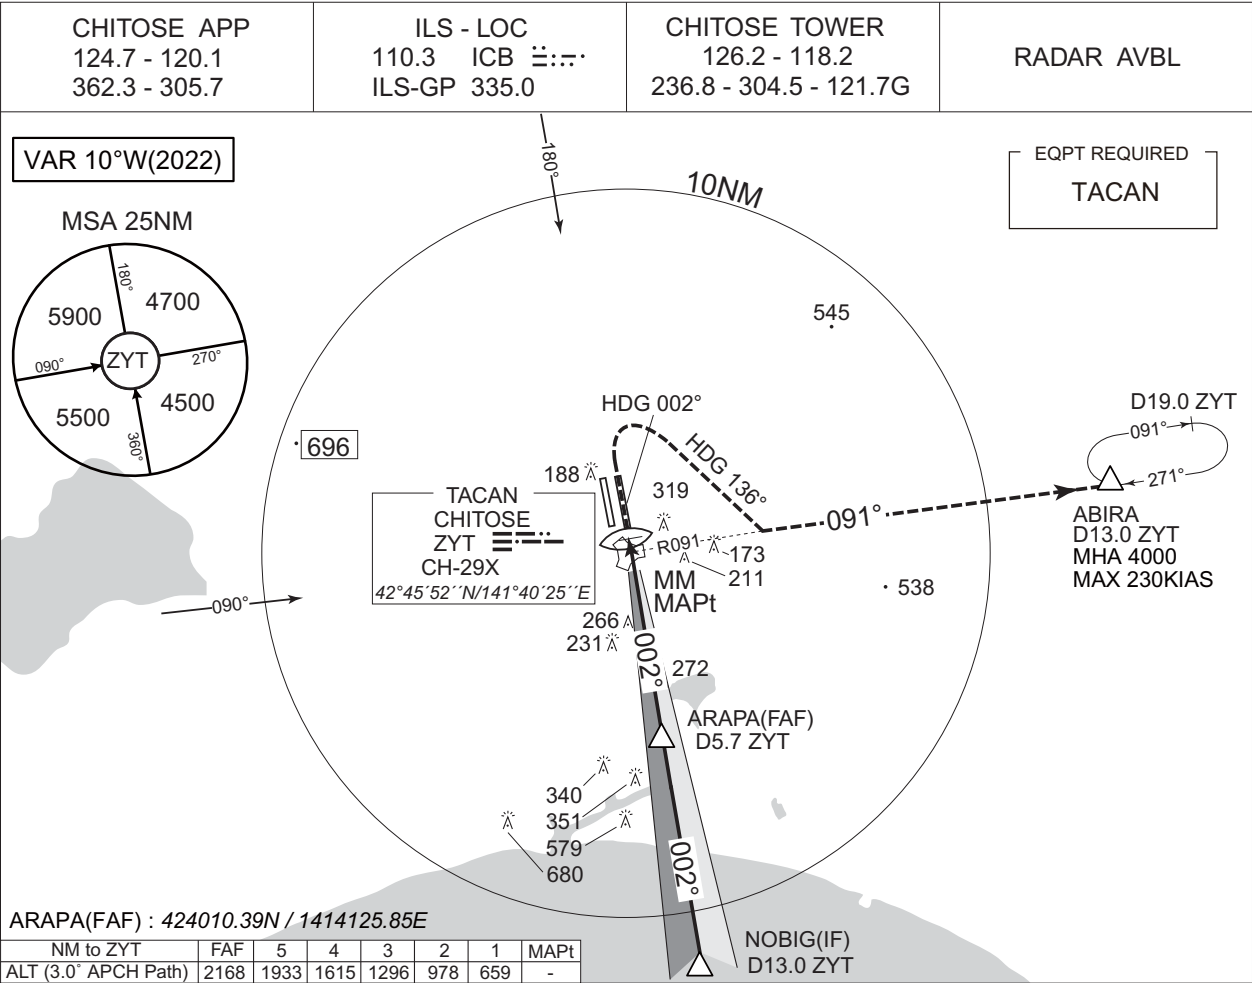 CHITOSE APP
124.7 - 120.1
362.3 - 305.7
ILS - LOC
110.3 ICB
ILS-GP 335.0
CHITOSE TOWER
126.2 - 118.2
236.8 - 304.5 - 121.7G
RADAR AVBL
VAR 10°W(2022)
EQPT REQUIRED
TACAN
MSA 25NM
180°
5900
4700
090°
ZYT
270°
5500
4500
360°
180°
10NM
545
696
HDG 002°
HDG 136°
188
319
TACAN
CHITOSE
ZYT
CH-29X
42°45´52´´N/141°40´25´´E
R091
173
211
MM
MAPt
091°
D19.0 ZYT
091°
271°
ABIRA
D13.0 ZYT
MHA 4000
MAX 230KIAS
538
090°
266
231
002°
272
ARAPA(FAF)
D5.7 ZYT
340
351
579
680
002°
NOBIG(IF)
D13.0 ZYT
ARAPA(FAF) : 424010.39N / 1414125.85E
NM to ZYT FAF 5 4 3 2 1 MAPt
ALT (3.0° APCH Path) 2168 1933 1615 1296 978 659 -